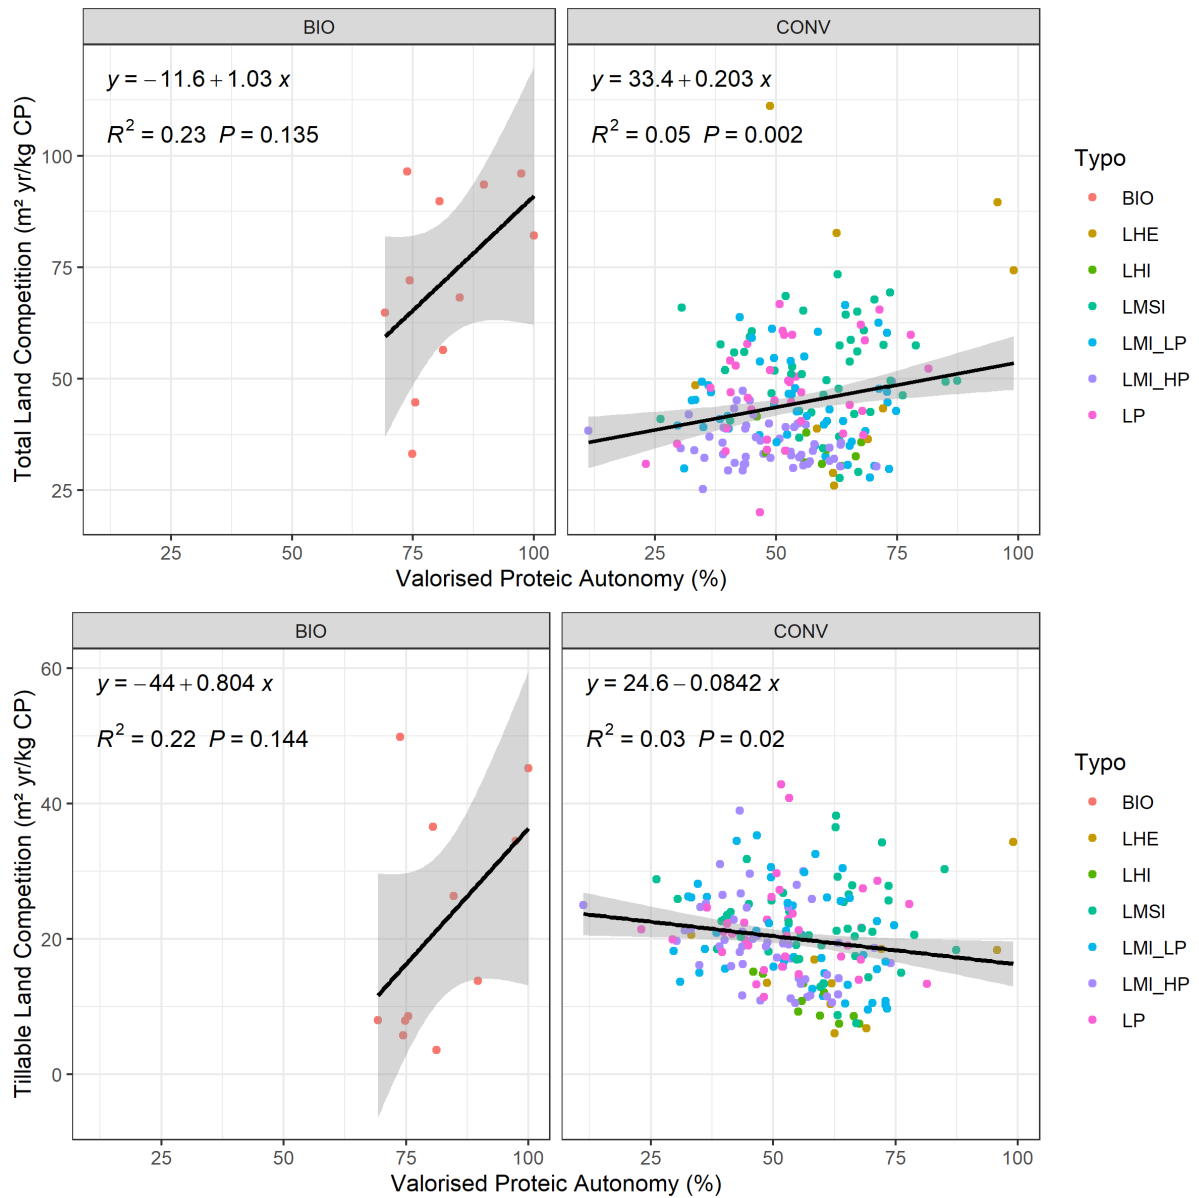 BIO
CONV
y = −11.6 + 1.03 x
R² = 0.23 P = 0.135
y = 33.4 + 0.203 x
R² = 0.05 P = 0.002
Total Land Competition (m² yr/kg CP)
100
75
50
25
25
50
75
100
25
50
75
100
Valorised Proteic Autonomy (%)
Typo
BIO
LHE
LHI
LMSI
LMI_LP
LMI_HP
LP
BIO
CONV
y = −44 + 0.804 x
R² = 0.22 P = 0.144
y = 24.6 − 0.0842 x
R² = 0.03 P = 0.02
Tillable Land Competition (m² yr/kg CP)
60
40
20
0
25
50
75
100
25
50
75
100
Valorised Proteic Autonomy (%)
Typo
BIO
LHE
LHI
LMSI
LMI_LP
LMI_HP
LP